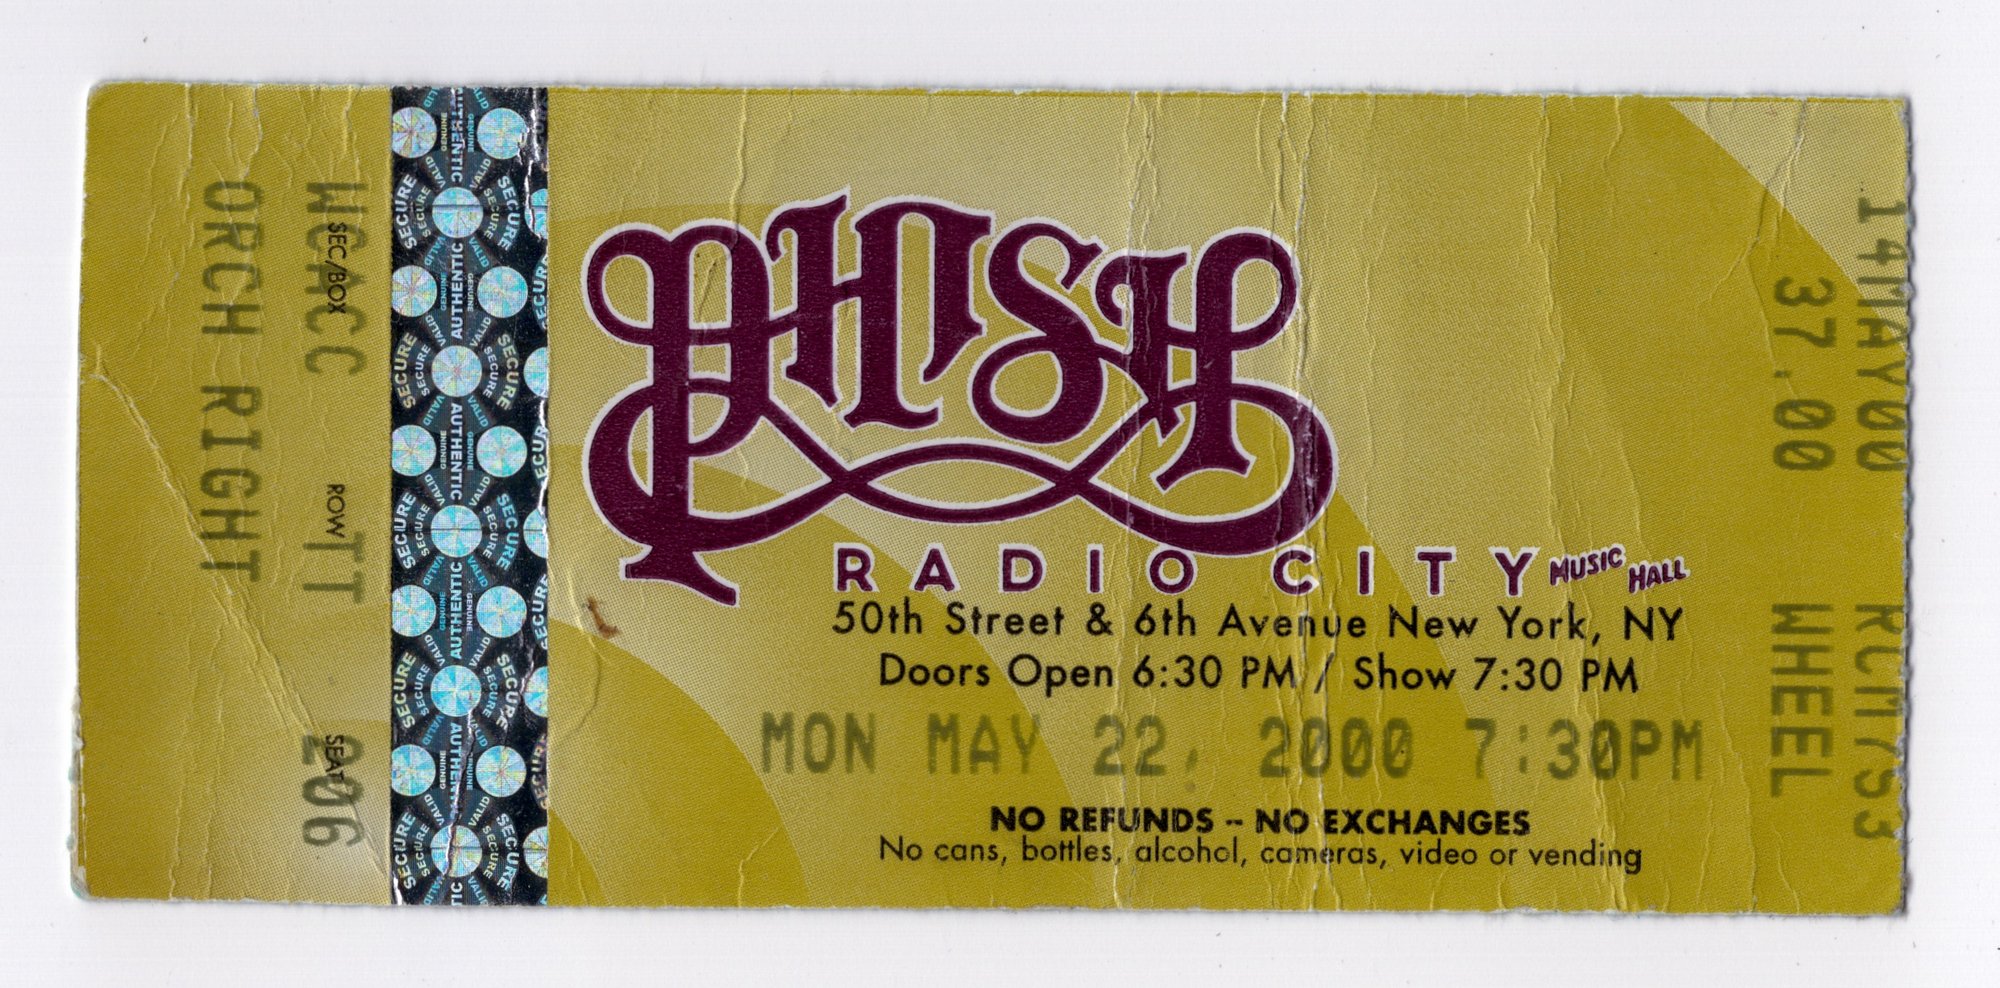 ORCH RIGHT
SEC/BOX ROW SEAT
WCACC TT 206
SECURE AUTHENTIC VALID GENUINE
PHISH
RADIO CITY MUSIC HALL
50th Street & 6th Avenue New York, NY
Doors Open 6:30 PM / Show 7:30 PM
MON MAY 22, 2000 7:30PM
NO REFUNDS -- NO EXCHANGES
No cans, bottles, alcohol, cameras, video or vending
14MAY00 RCM753
37.00 WHEEL